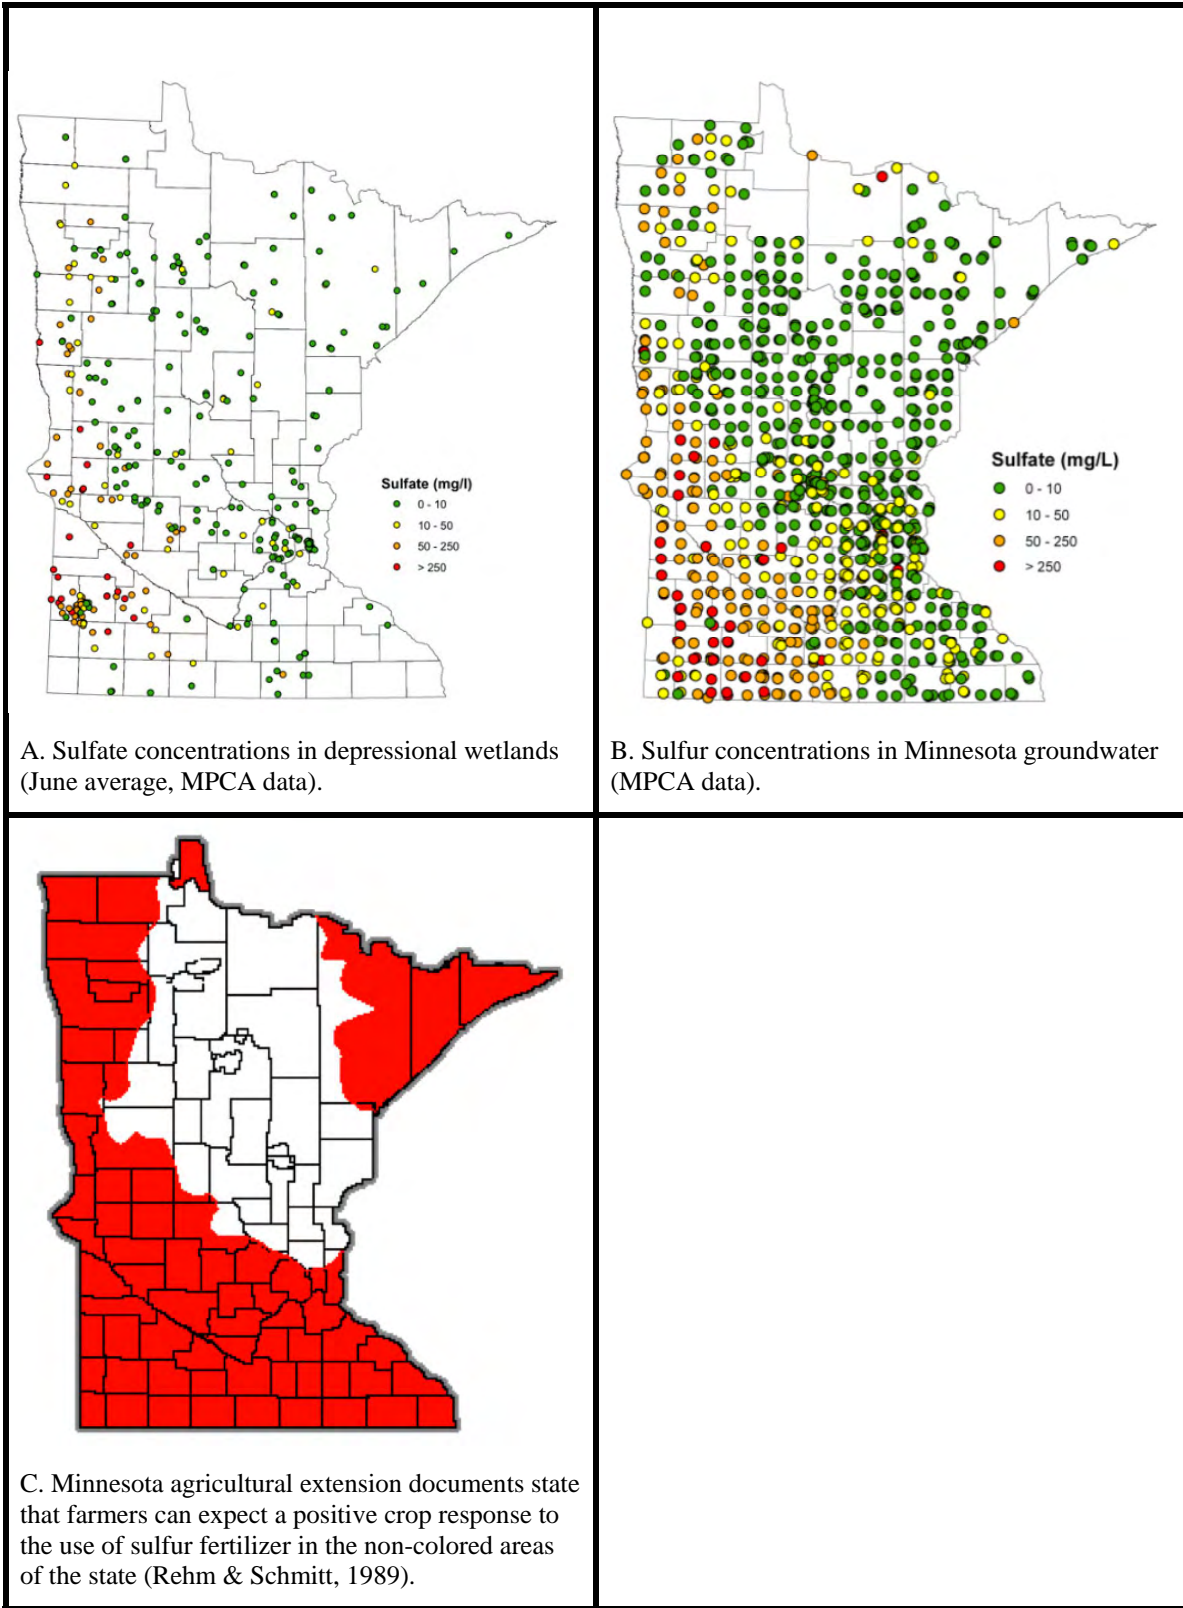 Sulfate (mg/l)
0 - 10
10 - 50
50 - 250
> 250
A. Sulfate concentrations in depressional wetlands
(June average, MPCA data).
Sulfate (mg/L)
0 - 10
10 - 50
50 - 250
> 250
B. Sulfur concentrations in Minnesota groundwater
(MPCA data).
C. Minnesota agricultural extension documents state
that farmers can expect a positive crop response to
the use of sulfur fertilizer in the non-colored areas
of the state (Rehm & Schmitt, 1989).